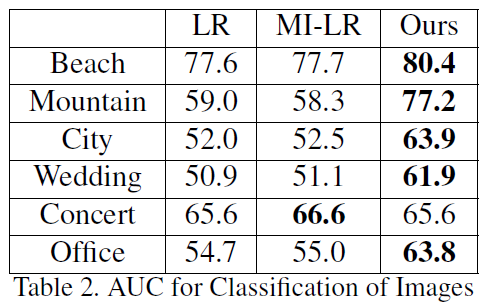 LR MI-LR Ours
Beach 77.6 77.7 80.4
Mountain 59.0 58.3 77.2
City 52.0 52.5 63.9
Wedding 50.9 51.1 61.9
Concert 65.6 66.6 65.6
Office 54.7 55.0 63.8
Table 2. AUC for Classification of Images